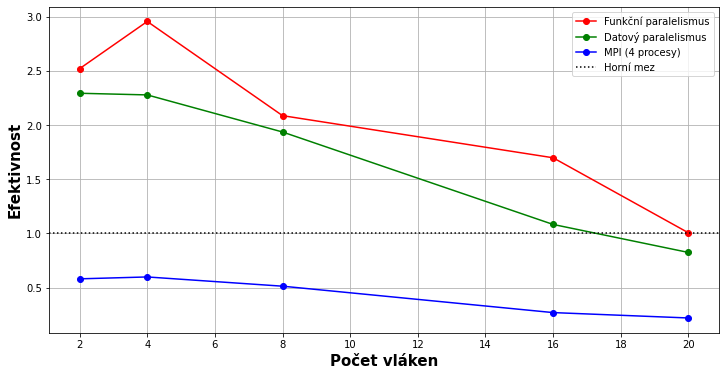 Funkční paralelismus
Datový paralelismus
MPI (4 procesy)
Horní mez
3.0
2.5
2.0
1.5
1.0
0.5
Efektivnost
2 4 6 8 10 12 14 16 18 20
Počet vláken